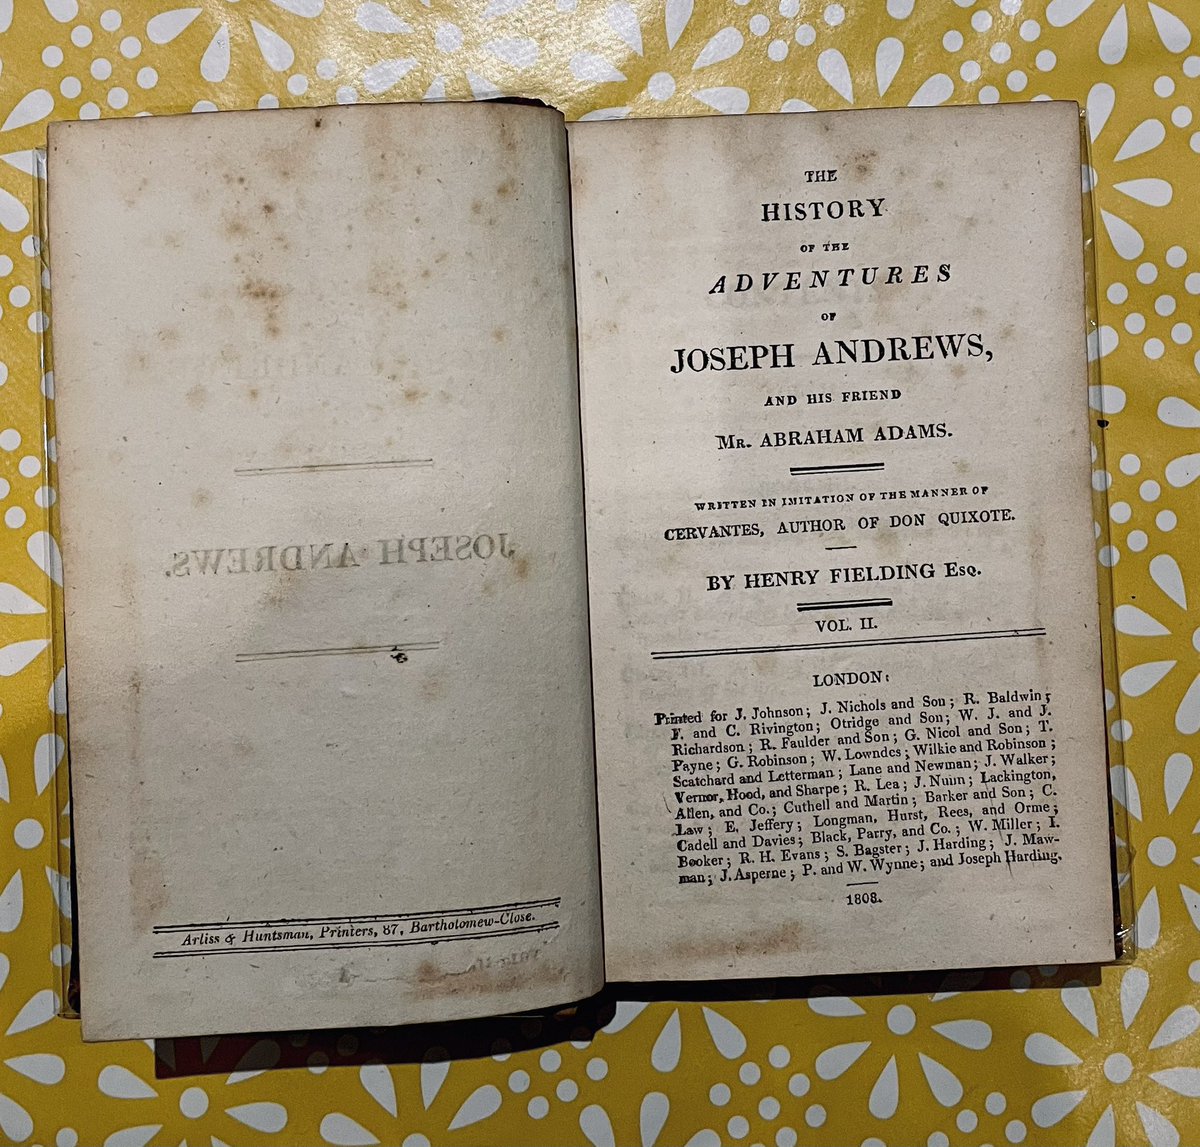 JOSEPH ANDREWS.
Arliss & Huntsman, Printers, 87, Bartholomew-Close.
THE
HISTORY
OF THE
ADVENTURES
OF
JOSEPH ANDREWS,
AND HIS FRIEND
MR. ABRAHAM ADAMS.
WRITTEN IN IMITATION OF THE MANNER OF
CERVANTES, AUTHOR OF DON QUIXOTE.
BY HENRY FIELDING ESQ.
VOL. II.
LONDON:
Printed for J. Johnson; J. Nichols and Son; R. Baldwin;
F. and C. Rivington; Otridge and Son; W. J. and J.
Richardson; R. Faulder and Son; G. Nicol and Son; T.
Payne; G. Robinson; W. Lowndes; Wilkie and Robinson;
Scatchard and Letterman; Lane and Newman; J. Walker;
Vernor, Hood, and Sharpe; R. Lea; J. Nunn; Lackington,
Allen, and Co.; Cuthell and Martin; Barker and Son; C.
Law; E. Jeffery; Longman, Hurst, Rees, and Orme;
Cadell and Davies; Black, Parry, and Co.; W. Miller; I.
Booker; R. H. Evans; S. Bagster; J. Harding; J. Maw-
man; J. Asperne; P. and W. Wynne; and Joseph Harding.
1808.